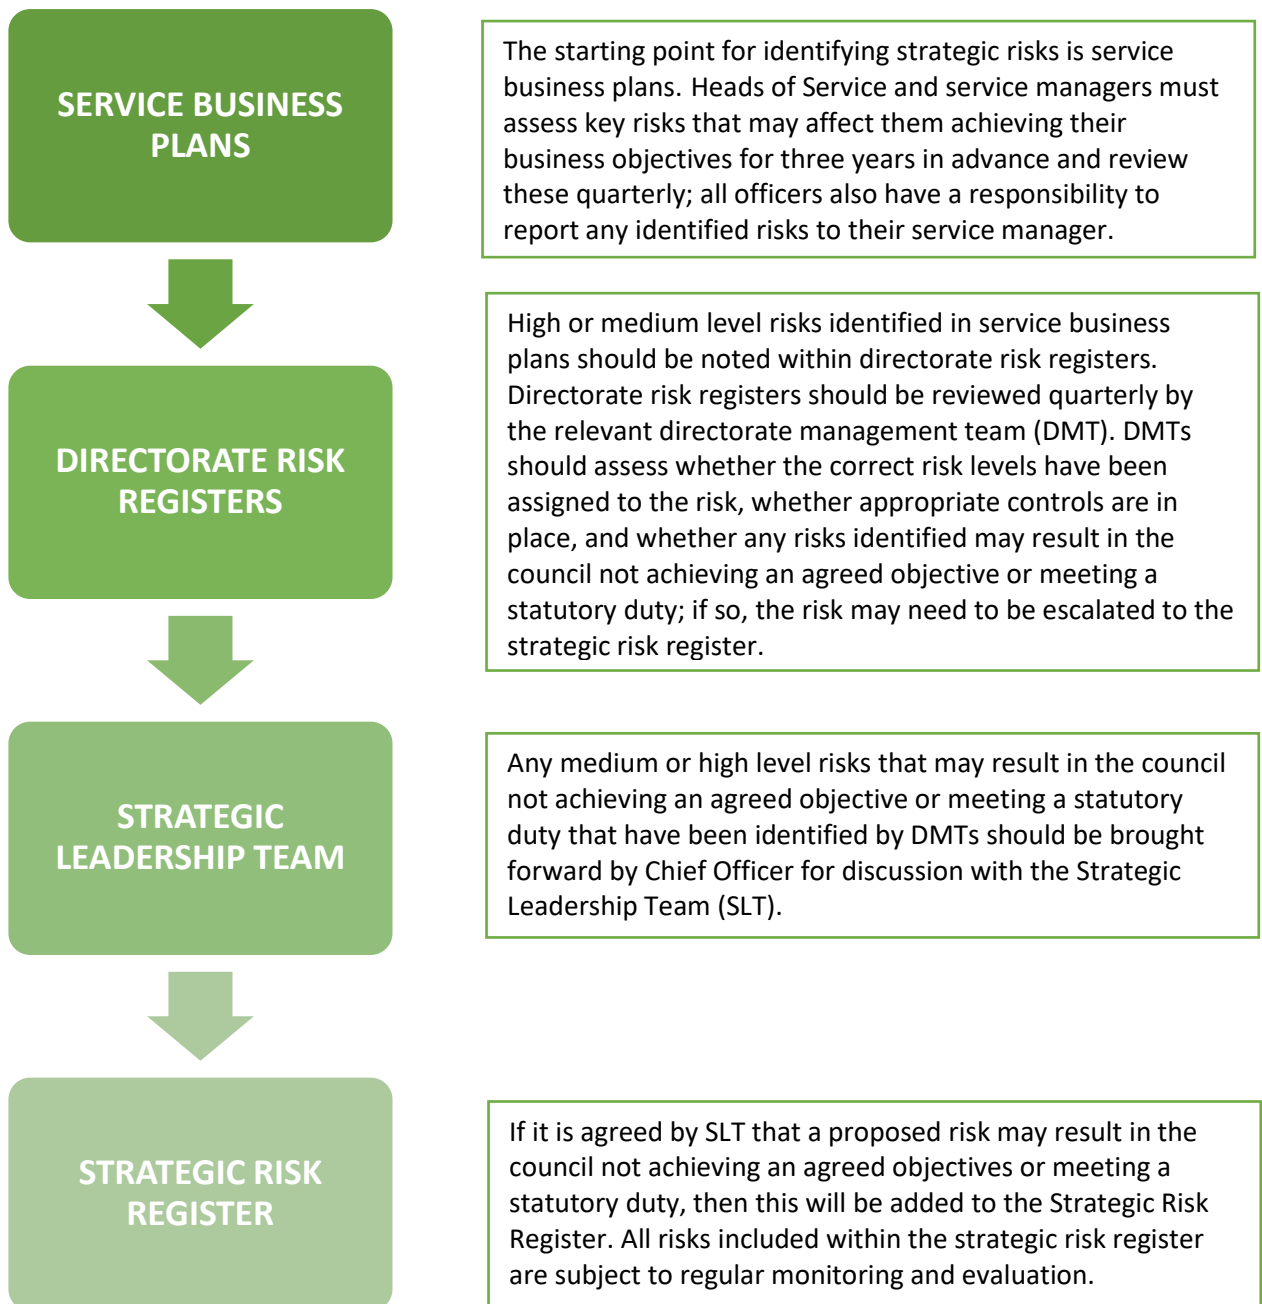 SERVICE BUSINESS
PLANS
The starting point for identifying strategic risks is service
business plans. Heads of Service and service managers must
assess key risks that may affect them achieving their
business objectives for three years in advance and review
these quarterly; all officers also have a responsibility to
report any identified risks to their service manager.
DIRECTORATE RISK
REGISTERS
High or medium level risks identified in service business
plans should be noted within directorate risk registers.
Directorate risk registers should be reviewed quarterly by
the relevant directorate management team (DMT). DMTs
should assess whether the correct risk levels have been
assigned to the risk, whether appropriate controls are in
place, and whether any risks identified may result in the
council not achieving an agreed objective or meeting a
statutory duty; if so, the risk may need to be escalated to the
strategic risk register.
STRATEGIC
LEADERSHIP TEAM
Any medium or high level risks that may result in the council
not achieving an agreed objective or meeting a statutory
duty that have been identified by DMTs should be brought
forward by Chief Officer for discussion with the Strategic
Leadership Team (SLT).
STRATEGIC RISK
REGISTER
If it is agreed by SLT that a proposed risk may result in the
council not achieving an agreed objectives or meeting a
statutory duty, then this will be added to the Strategic Risk
Register. All risks included within the strategic risk register
are subject to regular monitoring and evaluation.